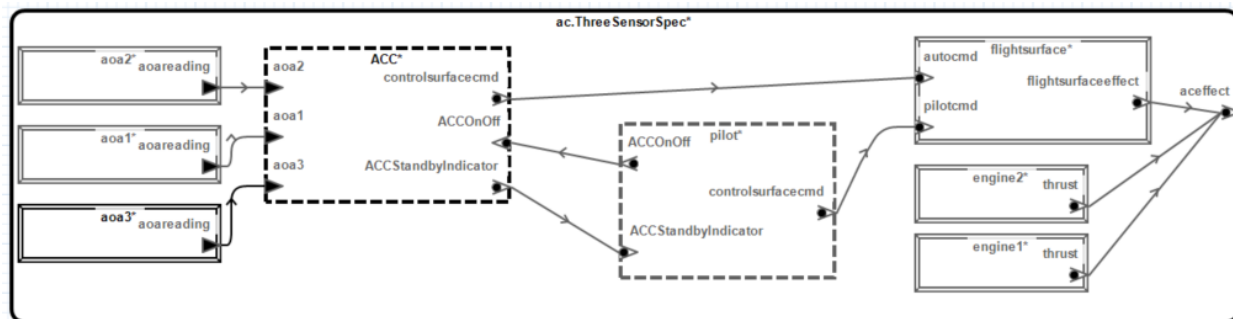 ac.ThreeSensorSpec*
aoa2*
aoareading
aoa1*
aoareading
aoa3*
aoareading
ACC*
aoa2
aoa1
aoa3
controlsurfacecmd
ACCOnOff
ACCStandbyIndicator
pilot*
ACCOnOff
controlsurfacecmd
ACCStandbyIndicator
flightsurface*
autocmd
flightsurfaceeffect
pilotcmd
engine2*
thrust
engine1*
thrust
aceffect